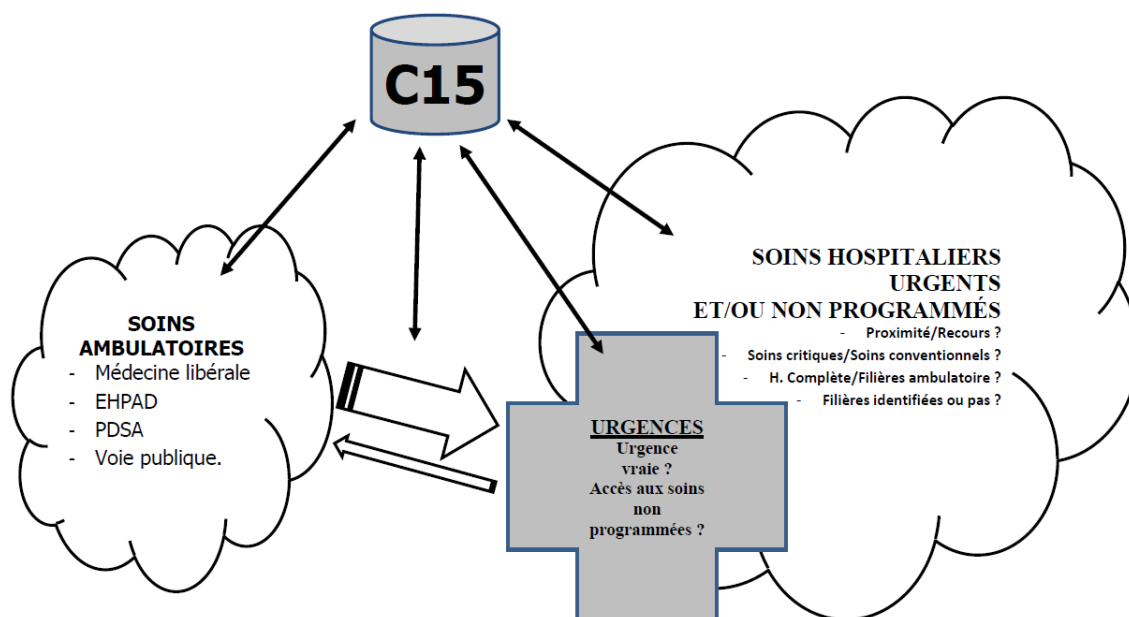 C15
SOINS
AMBULATOIRES
- Médecine libérale
- EHPAD
- PDSA
- Voie publique.
SOINS HOSPITALIERS
URGENTS
ET/OU NON PROGRAMMÉS
- Proximité/Recours ?
- Soins critiques/Soins conventionnels ?
- H. Complète/Filières ambulatoire ?
- Filières identifiées ou pas ?
URGENCES
Urgence
vraie ?
Accès aux soins
non
programmées ?